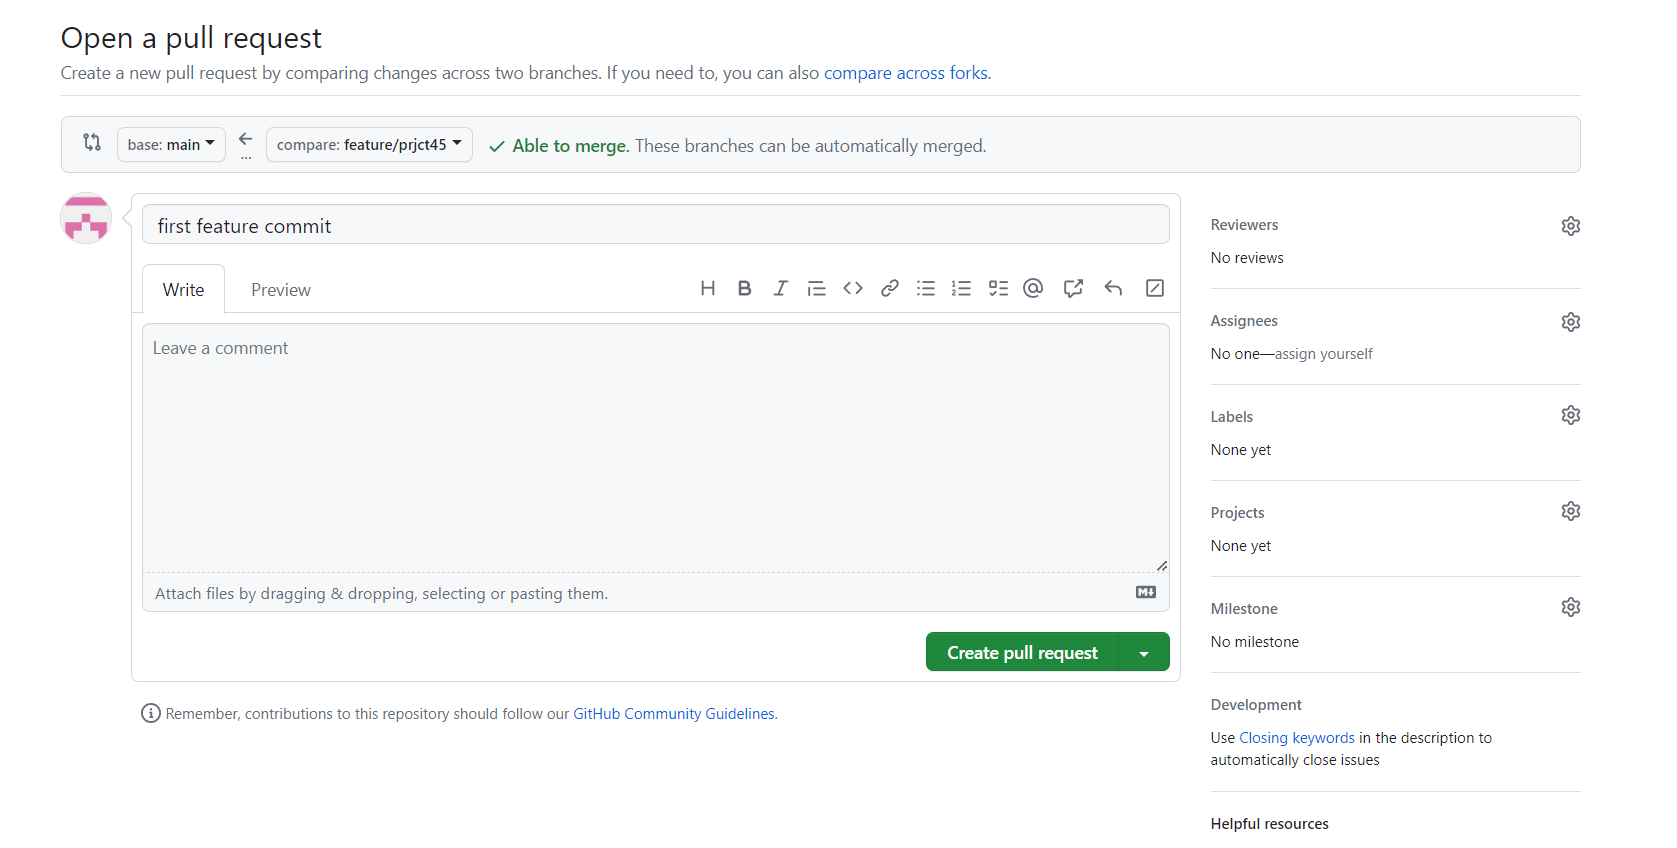 Open a pull request
Create a new pull request by comparing changes across two branches. If you need to, you can also compare across forks.
base: main
...
compare: feature/prjct45
Able to merge. These branches can be automatically merged.
first feature commit
Write
Preview
Leave a comment
Attach files by dragging & dropping, selecting or pasting them.
Create pull request
Remember, contributions to this repository should follow our GitHub Community Guidelines.
Reviewers
No reviews
Assignees
No one—assign yourself
Labels
None yet
Projects
None yet
Milestone
No milestone
Development
Use Closing keywords in the description to
automatically close issues
Helpful resources